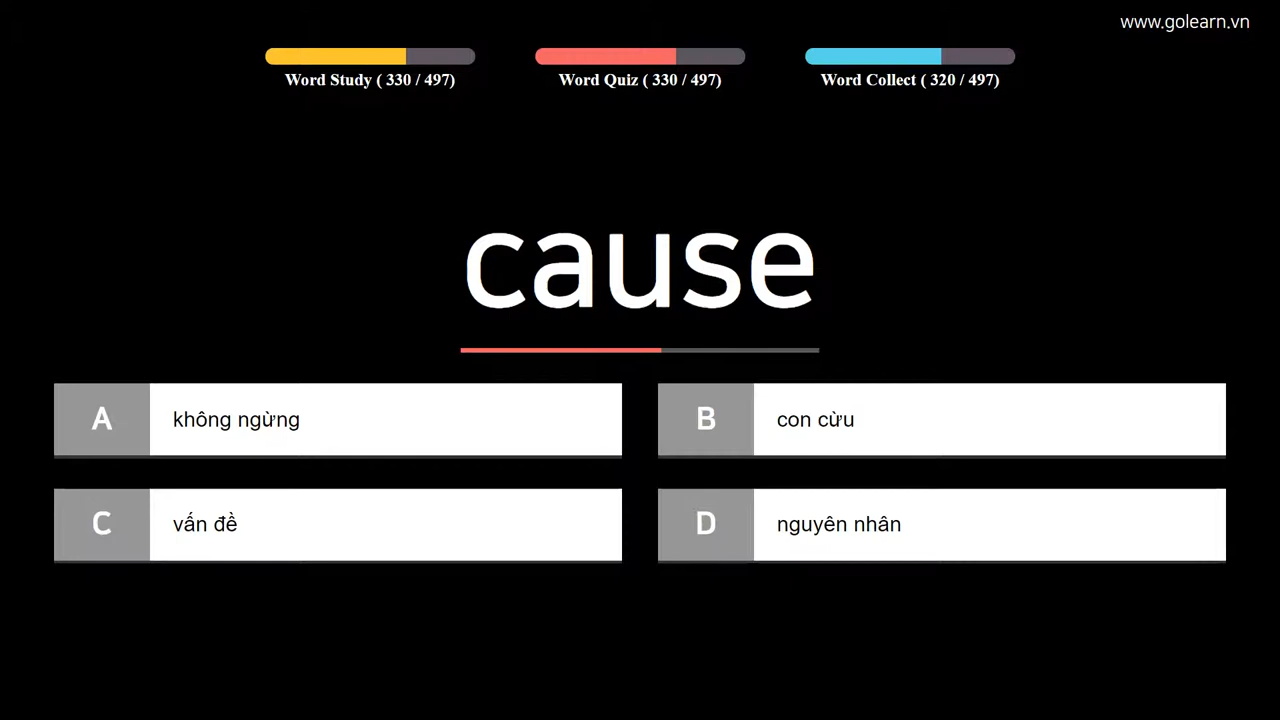 www.golearn.vn
Word Study ( 330 / 497)
Word Quiz ( 330 / 497)
Word Collect ( 320 / 497)
cause
A không ngừng
B con cừu
C vấn đề
D nguyên nhân